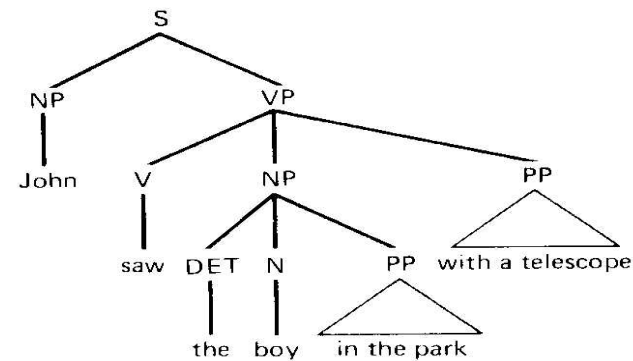 S
NP VP
John V NP PP
saw DET N PP with a telescope
the boy in the park